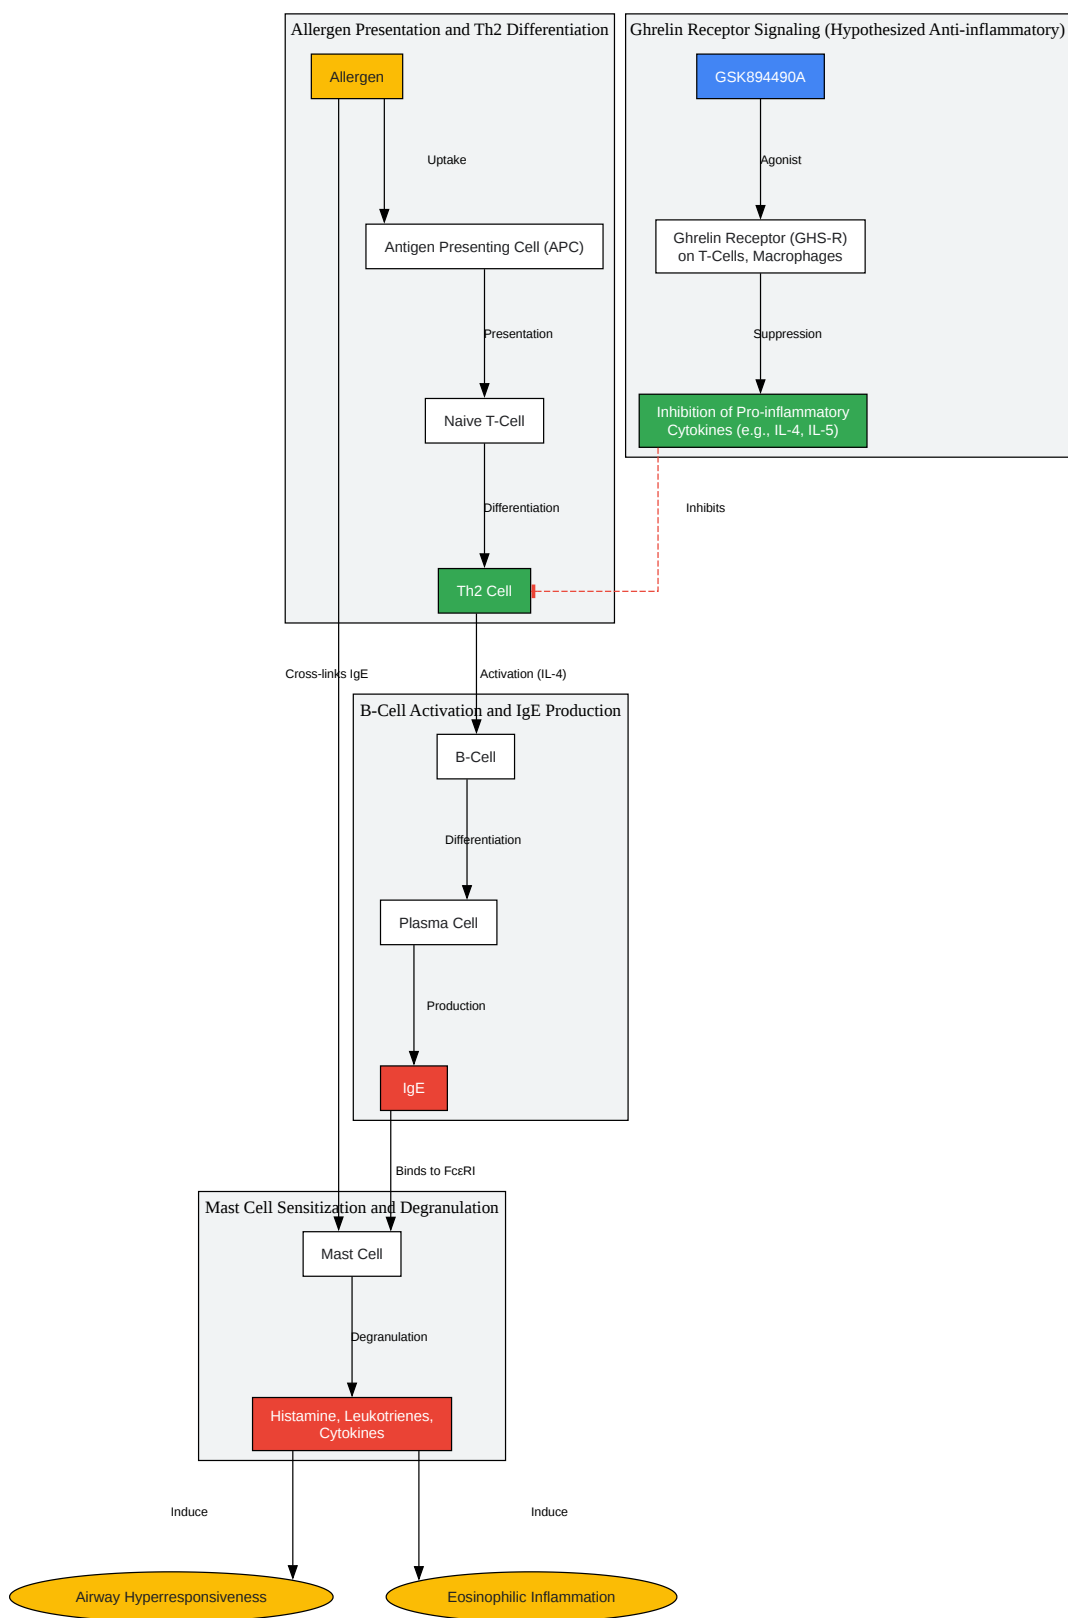 Allergen Presentation and Th2 Differentiation
Ghrelin Receptor Signaling (Hypothesized Anti-inflammatory)
Allergen
GSK894490A
Uptake
Agonist
Antigen Presenting Cell (APC)
Ghrelin Receptor (GHS-R)
on T-Cells, Macrophages
Presentation
Suppression
Naive T-Cell
Inhibition of Pro-inflammatory
Cytokines (e.g., IL-4, IL-5)
Differentiation
Inhibits
Th2 Cell
Cross-links IgE
Activation (IL-4)
B-Cell Activation and IgE Production
B-Cell
Differentiation
Plasma Cell
Production
IgE
Binds to FcεRI
Mast Cell Sensitization and Degranulation
Mast Cell
Degranulation
Histamine, Leukotrienes,
Cytokines
Induce
Induce
Airway Hyperresponsiveness
Eosinophilic Inflammation